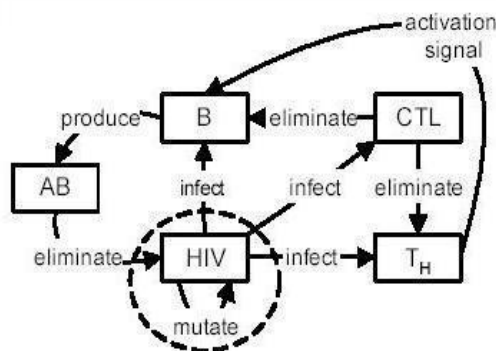 activation
signal
produce
B
eliminate
CTL
AB
infect
infect
eliminate
eliminate
HIV
infect
TH
mutate